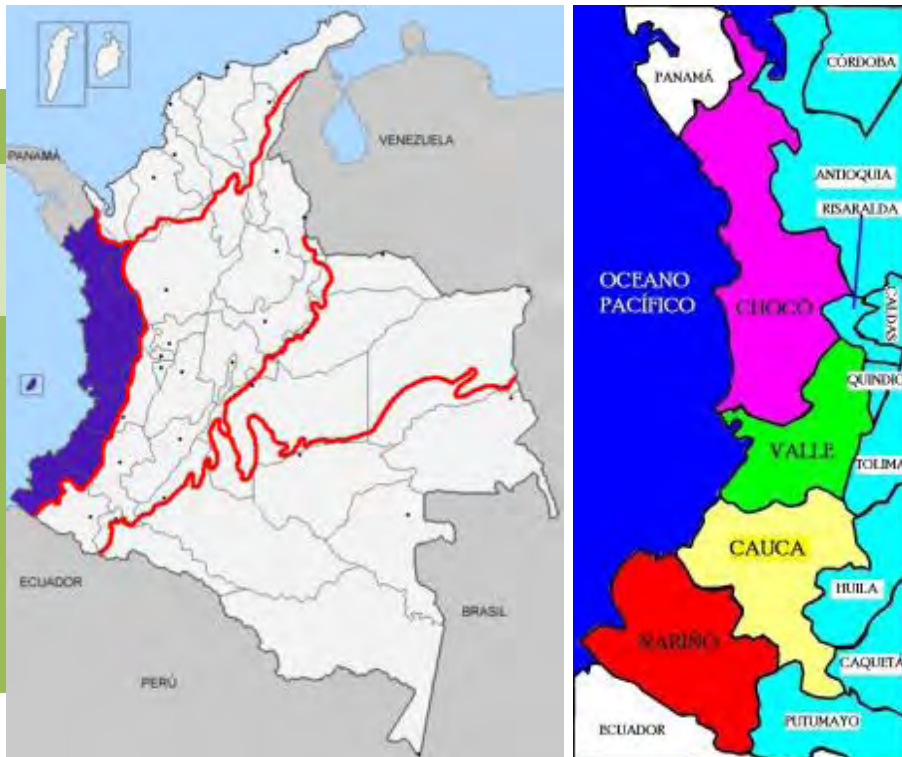 PANAMÁ
VENEZUELA
ECUADOR
BRASIL
PERÚ
PANAMÁ
CÓRDOBA
ANTIOQUIA
RISARALDA
OCEANO
PACÍFICO
CHOCÓ
CALDAS
QUINDIO
VALLE
TOLIMA
CAUCA
HUILA
NARIÑO
CAQUETÁ
PUTUMAYO
ECUADOR